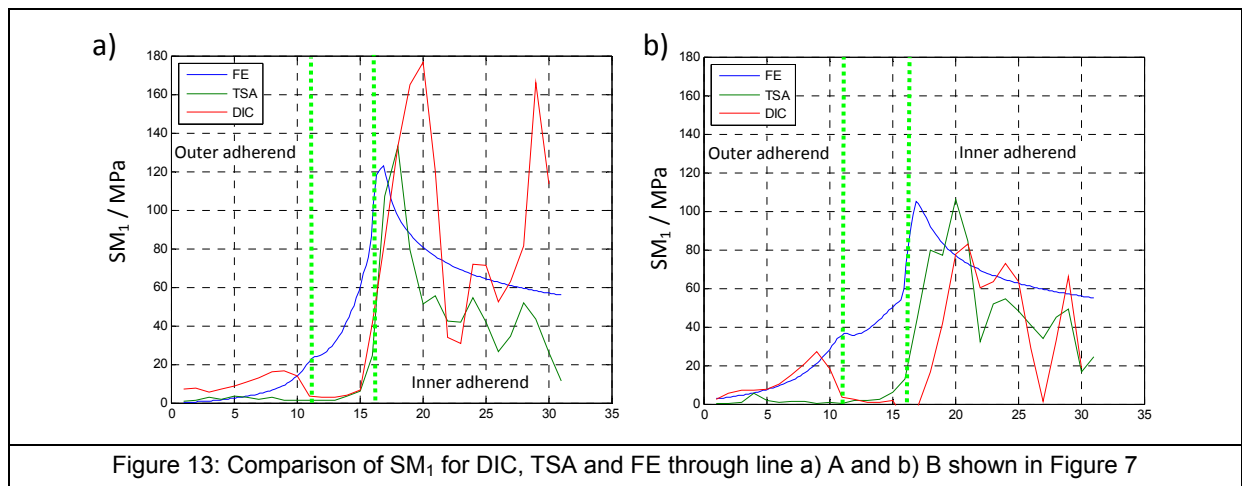 a)
180
160
140
120
100
80
60
40
20
0
SM₁ / MPa
FE
TSA
DIC
Outer adherend
Inner adherend
0 5 10 15 20 25 30 35
b)
180
160
140
120
100
80
60
40
20
0
SM₁ / MPa
FE
TSA
DIC
Outer adherend
Inner adherend
0 5 10 15 20 25 30 35
Figure 13: Comparison of SM₁ for DIC, TSA and FE through line a) A and b) B shown in Figure 7